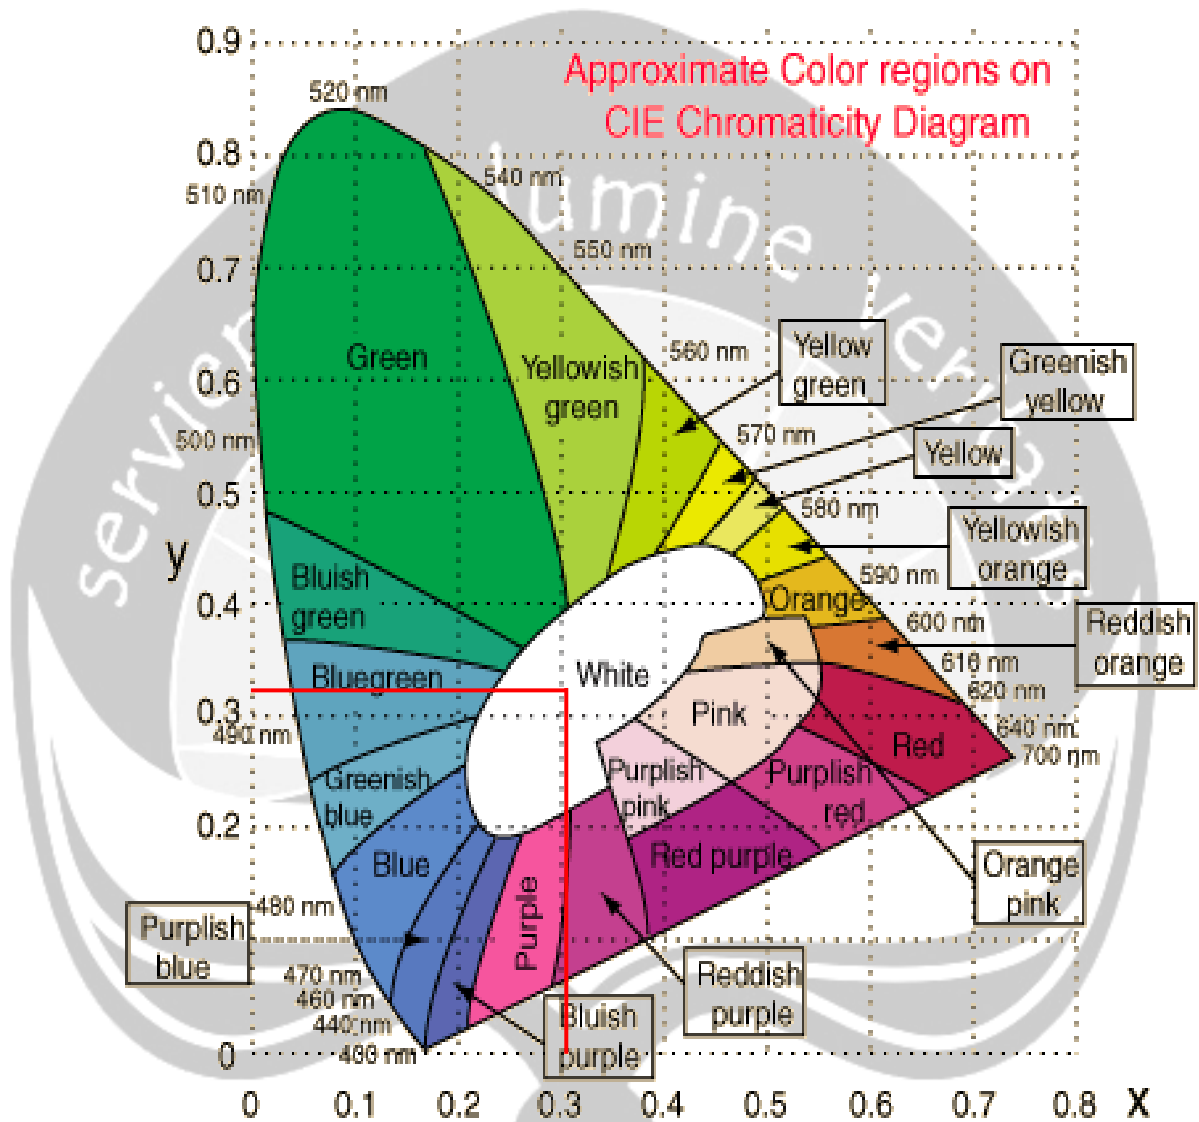 Approximate Color regions on
CIE Chromaticity Diagram
0.9
520 nm
0.8
510 nm
540 nm
lumine veritatis
550 nm
0.7
servien
Green
Yellowish
green
560 nm
Yellow
green
Greenish
yellow
0.6
500 nm
570 nm
Yellow
0.5
580 nm
y
Yellowish
orange
Bluish
green
590 nm
0.4
Orange
600 nm
Reddish
orange
Bluegreen
White
610 nm
620 nm
0.3
490 nm
Pink
640 nm
Red
700 nm
Greenish
blue
Purplish
pink
Purplish
red
0.2
Blue
Red purple
Orange
pink
Purple
480 nm
Purplish
blue
470 nm
460 nm
440 nm
Reddish
purple
Bluish
purple
0
400 nm
0
0.1
0.2
0.3
0.4
0.5
0.6
0.7
0.8
x